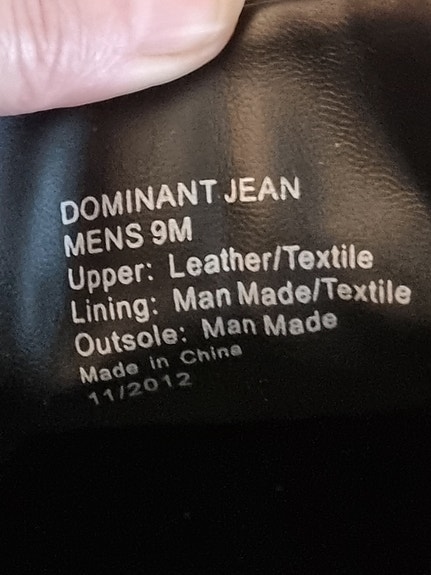 DOMINANT JEAN
MENS 9M
Upper: Leather/Textile
Lining: Man Made/Textile
Outsole: Man Made
Made in China
11/2012